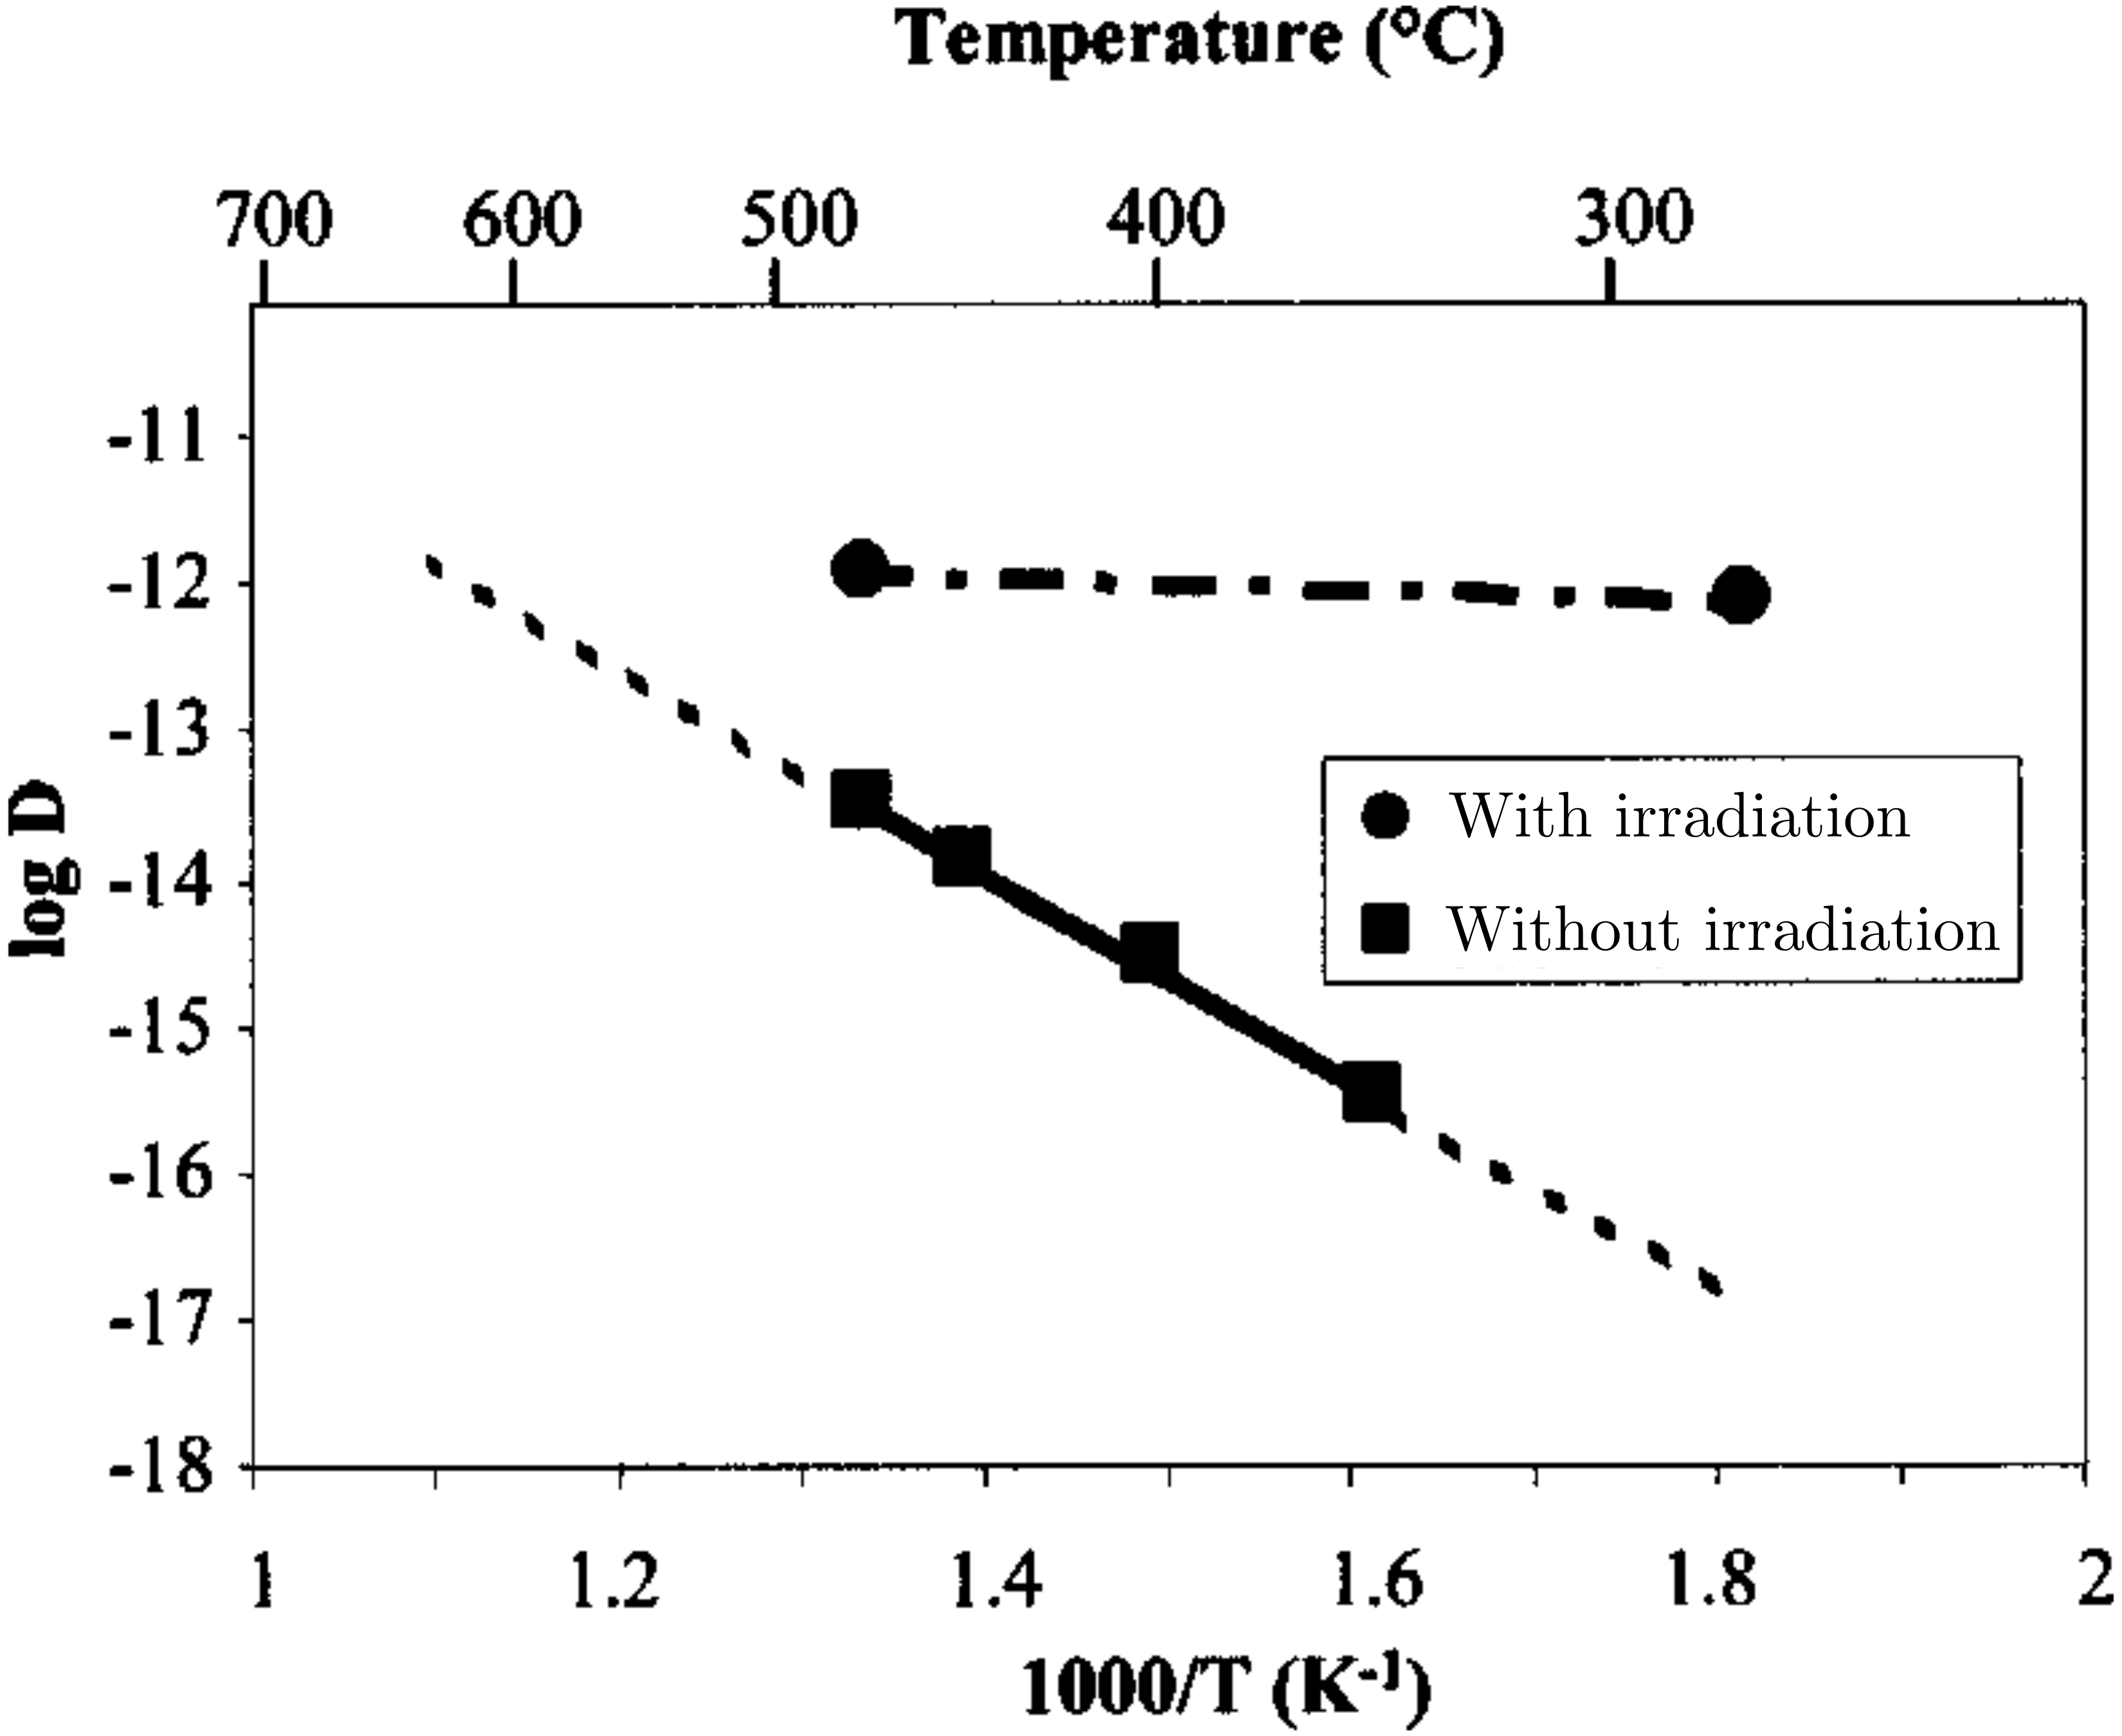 Temperature (°C)
700 600 500 400 300
-11
-12
-13
-14
-15
-16
-17
-18
log D
With irradiation
Without irradiation
1 1.2 1.4 1.6 1.8 2
1000/T (K⁻¹)